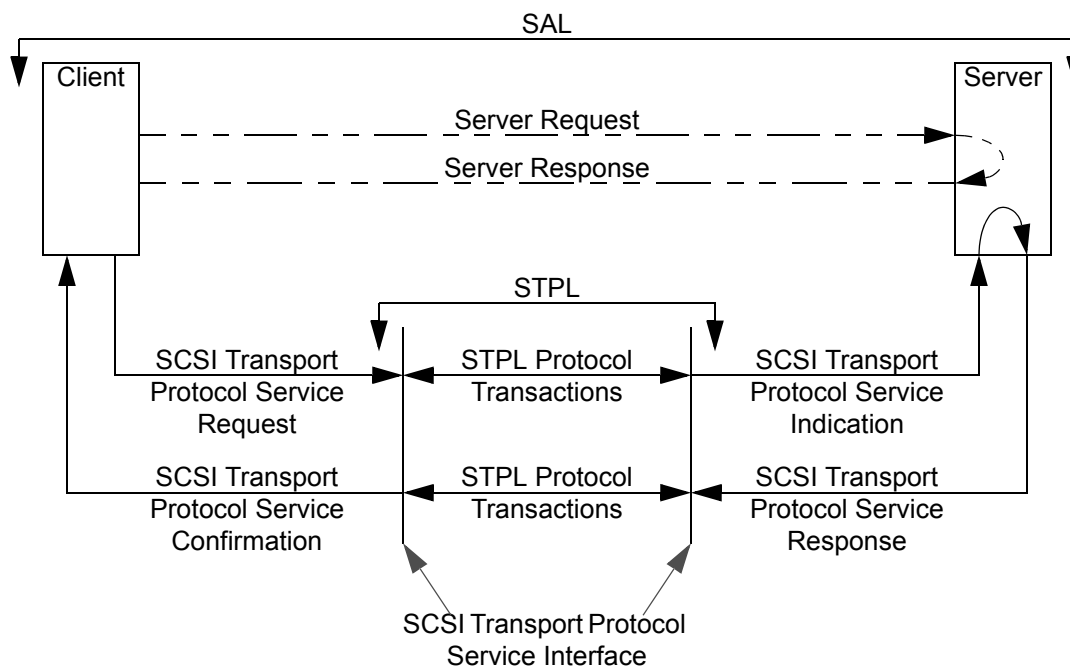 SAL
Client
Server
Server Request
Server Response
STPL
SCSI Transport
Protocol Service
Request
STPL Protocol
Transactions
SCSI Transport
Protocol Service
Indication
SCSI Transport
Protocol Service
Confirmation
STPL Protocol
Transactions
SCSI Transport
Protocol Service
Response
SCSI Transport Protocol
Service Interface